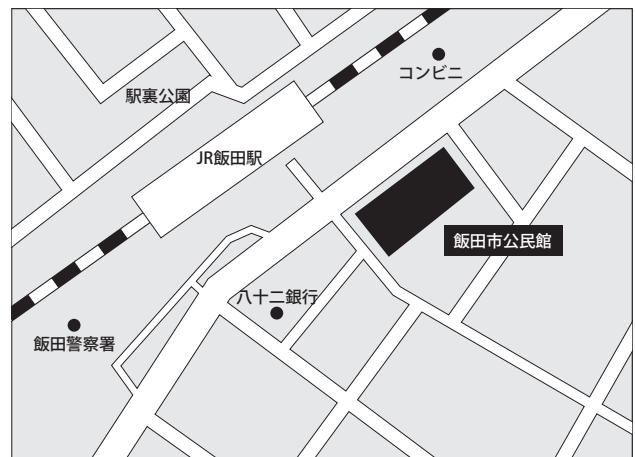 コンビニ
駅裏公園
JR飯田駅
飯田市公民館
八十二銀行
飯田警察署